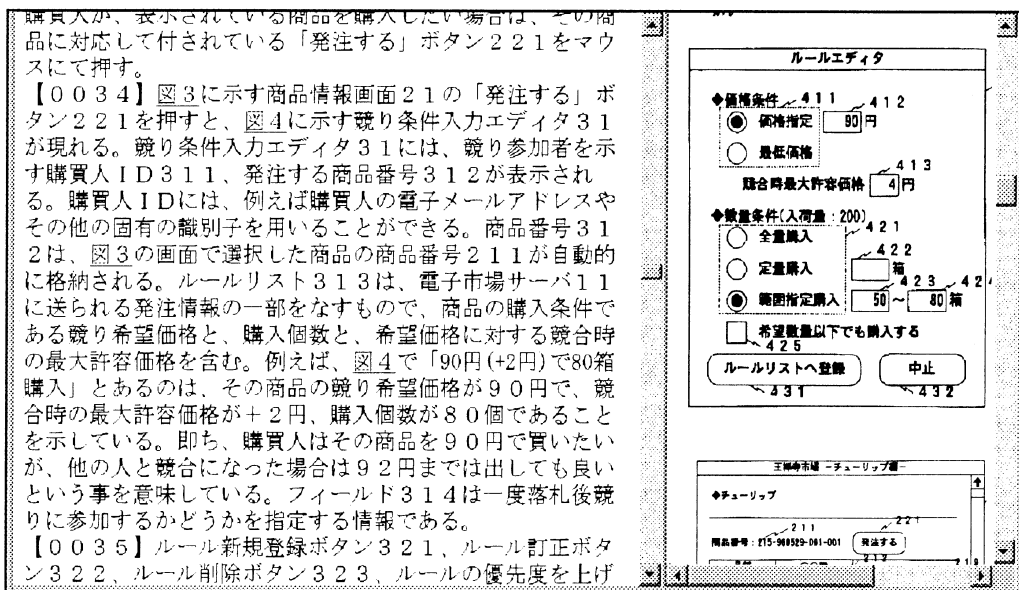 購買人が、表示されている商品を購入したい場合は、その商
品に対応して付されている「発注する」ボタン２２１をマウ
スにて押す。
【００３４】図３に示す商品情報画面２１の「発注する」ボ
タン２２１を押すと、図４に示す競り条件入力エディタ３１
が現れる。競り条件入力エディタ３１には、競り参加者を示
す購買人ＩＤ３１１、発注する商品番号３１２が表示され
る。購買人ＩＤには、例えば購買人の電子メールアドレスや
その他の固有の識別子を用いることができる。商品番号３１
２は、図３の画面で選択した商品の商品番号２１１が自動的
に格納される。ルールリスト３１３は、電子市場サーバ１１
に送られる発注情報の一部をなすもので、商品の購入条件で
ある競り希望価格と、購入個数と、希望価格に対する競合時
の最大許容価格を含む。例えば、図４で「90円(+2円)で80箱
購入」とあるのは、その商品の競り希望価格が９０円で、競
合時の最大許容価格が＋２円、購入個数が８０個であること
を示している。即ち、購買人はその商品を９０円で買いたい
が、他の人と競合になった場合は９２円までは出しても良い
という事を意味している。フィールド３１４は一度落札後競
りに参加するかどうかを指定する情報である。
【００３５】ルール新規登録ボタン３２１、ルール訂正ボタ
ン３２２、ルール削除ボタン３２３、ルールの優先度を上げ
ルールエディタ
◆価格条件 411 412
価格指定 90 円
最低価格
413
競合時最大許容価格 4 円
◆数量条件(入荷量：200)
421
全量購入
422
定量購入 箱
423 424
範囲指定購入 50 ～ 80 箱
希望数量以下でも購入する
425
ルールリストへ登録 中止
431 432
◆チューリップ
211 221
商品番号：215-980529-001-001 発注する